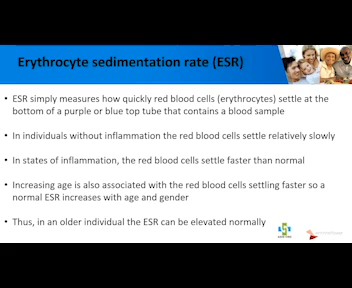 Erythrocyte sedimentation rate (ESR)
• ESR simply measures how quickly red blood cells (erythrocytes) settle at the
bottom of a purple or blue top tube that contains a blood sample
• In individuals without inflammation the red blood cells settle relatively slowly
• In states of inflammation, the red blood cells settle faster than normal
• Increasing age is also associated with the red blood cells settling faster so a
normal ESR increases with age and gender
• Thus, in an older individual the ESR can be elevated normally